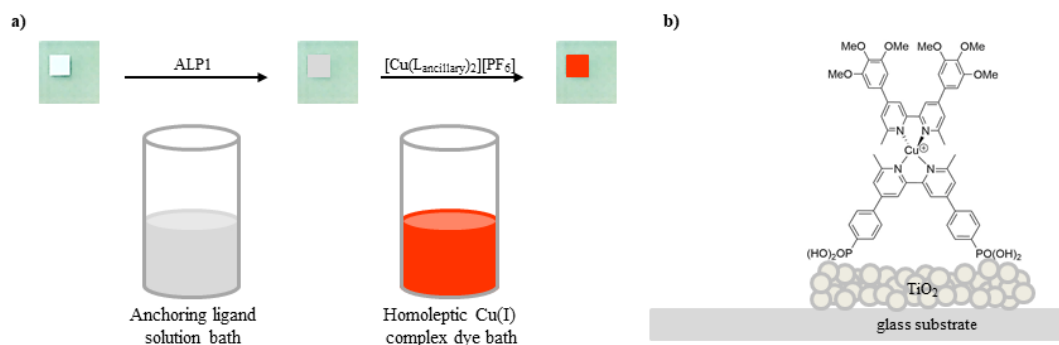 a)
ALP1
[Cu(Lancillary)2][PF6]
Anchoring ligand
solution bath
Homoleptic Cu(I)
complex dye bath
b)
OMe OMe
MeO OMe
MeO OMe
N N
Cu⊕
N N
(HO)2OP PO(OH)2
TiO2
glass substrate